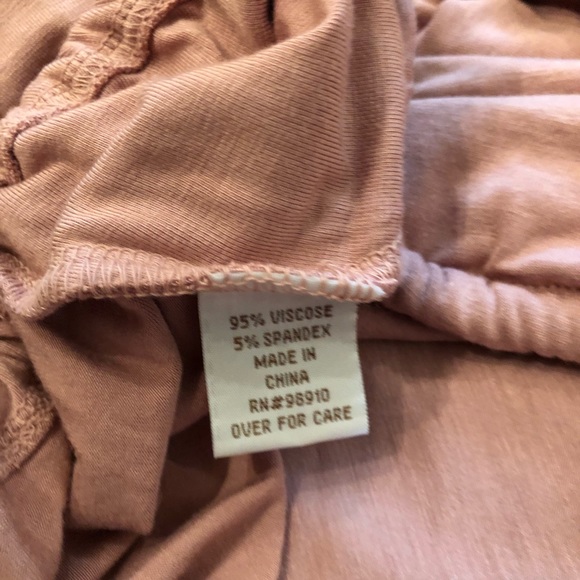 95% VISCOSE
5% SPANDEX
MADE IN
CHINA
RN#98910
OVER FOR CARE